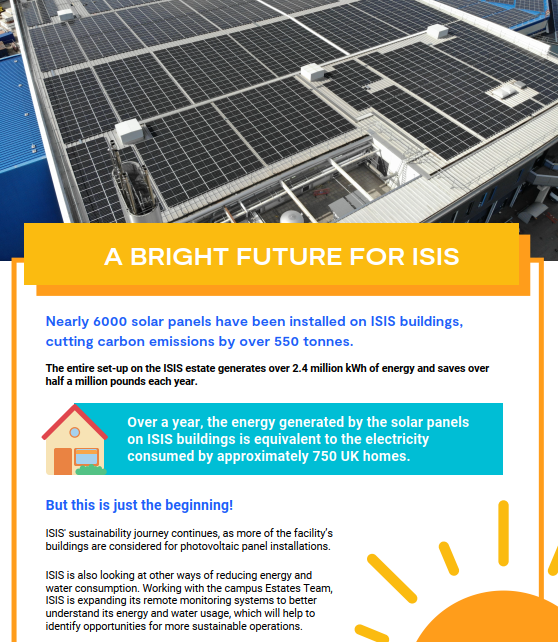 A BRIGHT FUTURE FOR ISIS
Nearly 6000 solar panels have been installed on ISIS buildings,
cutting carbon emissions by over 550 tonnes.
The entire set-up on the ISIS estate generates over 2.4 million kWh of energy and saves over
half a million pounds each year.
Over a year, the energy generated by the solar panels
on ISIS buildings is equivalent to the electricity
consumed by approximately 750 UK homes.
But this is just the beginning!
ISIS' sustainability journey continues, as more of the facility's
buildings are considered for photovoltaic panel installations.
ISIS is also looking at other ways of reducing energy and
water consumption. Working with the campus Estates Team,
ISIS is expanding its remote monitoring systems to better
understand its energy and water usage, which will help to
identify opportunities for more sustainable operations.